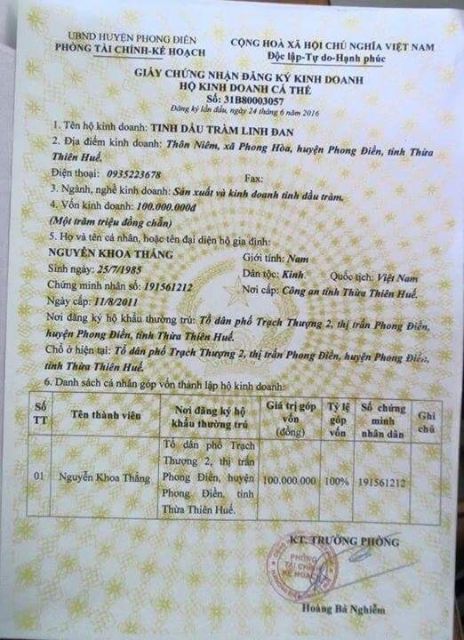 UBND HUYỆN PHONG ĐIỀN
PHÒNG TÀI CHÍNH-KẾ HOẠCH
CỘNG HOÀ XÃ HỘI CHỦ NGHĨA VIỆT NAM
Độc lập-Tự do-Hạnh phúc
GIẤY CHỨNG NHẬN ĐĂNG KÝ KINH DOANH
HỘ KINH DOANH CÁ THỂ
Số: 31B80003057
Đăng ký lần đầu, ngày 24 tháng 6 năm 2016
1. Tên hộ kinh doanh: TINH DẦU TRÀM LINH ĐAN
2. Địa điểm kinh doanh: Thôn Niêm, xã Phong Hòa, huyện Phong Điền, tỉnh Thừa
Thiên Huế.
Điện thoại: 0935223678 Fax:
3. Ngành, nghề kinh doanh: Sản xuất và kinh doanh tinh dầu tràm.
4. Vốn kinh doanh: 100.000.000đ
(Một trăm triệu đồng chẵn)
5. Họ và tên cá nhân, hoặc tên đại diện hộ gia định:
NGUYỄN KHOA THẮNG Giới tính: Nam
Sinh ngày: 25/7/1985 Dân tộc: Kinh. Quốc tịch: Việt Nam
Chứng minh nhân số: 191561212 Nơi cấp: Công an tỉnh Thừa Thiên Huế.
Ngày cấp: 11/8/2011
Nơi đăng ký hộ khẩu thường trú: Tổ dân phố Trạch Thượng 2, thị trấn Phong Điền,
huyện Phong Điền, tỉnh Thừa Thiên Huế.
Chỗ ở hiện tại: Tổ dân phố Trạch Thượng 2, thị trấn Phong Điền, huyện Phong Điền,
tỉnh Thừa Thiên Huế.
6. Danh sách cá nhân góp vốn thành lập hộ kinh doanh:
Số TT
Tên thành viên
Nơi đăng ký hộ khẩu thường trú
Giá trị góp vốn (đồng)
Tỷ lệ góp vốn
Số chứng minh nhân dân
Ghi chú
01
Nguyễn Khoa Thắng
Tổ dân phố Trạch
Thượng 2, thị trấn
Phong Điền, huyện
Phong Điền, tỉnh
Thừa Thiên Huế.
100.000.000
100%
191561212
KT. TRƯỞNG PHÒNG
PHÒNG
TÀI CHÍNH
KẾ HOẠCH
Hoàng Bá Nghiễm